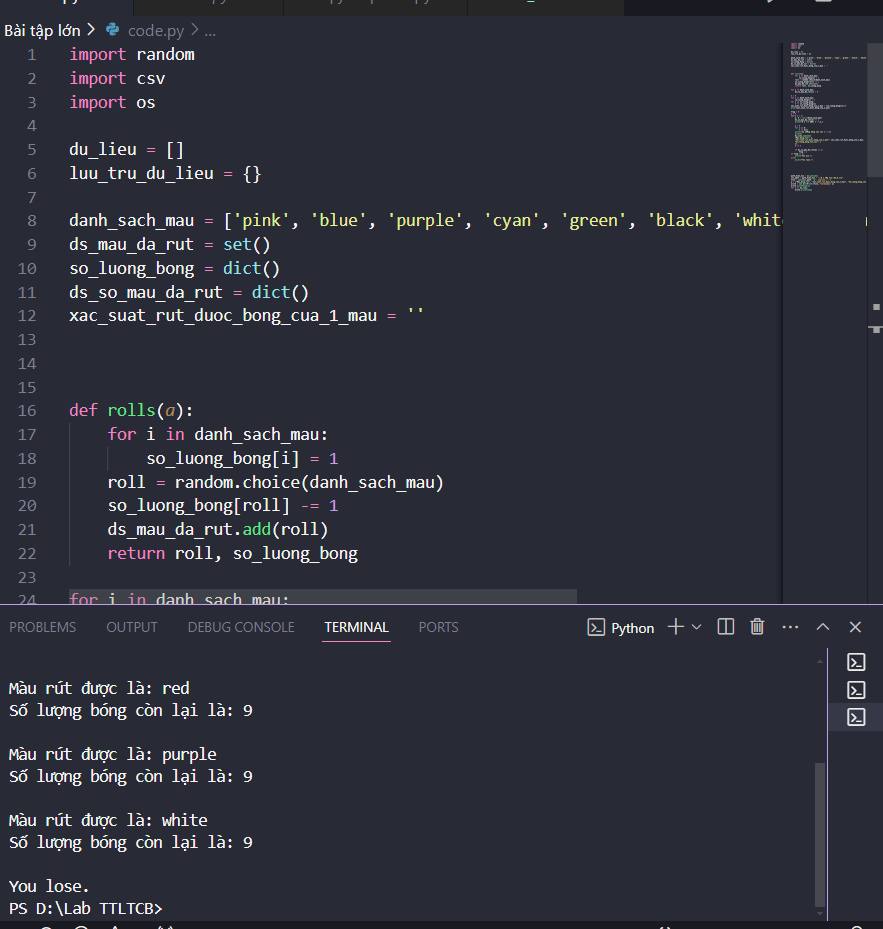 Bài tập lớn > code.py > ...
1 import random
2 import csv
3 import os
4
5 du_lieu = []
6 luu_tru_du_lieu = {}
7
8 danh_sach_mau = ['pink', 'blue', 'purple', 'cyan', 'green', 'black', 'whit
9 ds_mau_da_rut = set()
10 so_luong_bong = dict()
11 ds_so_mau_da_rut = dict()
12 xac_suat_rut_duoc_bong_cua_1_mau = ''
13
14
15
16 def rolls(a):
17 for i in danh_sach_mau:
18 so_luong_bong[i] = 1
19 roll = random.choice(danh_sach_mau)
20 so_luong_bong[roll] -= 1
21 ds_mau_da_rut.add(roll)
22 return roll, so_luong_bong
23
24 for i in danh_sach_mau:
PROBLEMS OUTPUT DEBUG CONSOLE TERMINAL PORTS Python
Màu rút được là: red
Số lượng bóng còn lại là: 9
Màu rút được là: purple
Số lượng bóng còn lại là: 9
Màu rút được là: white
Số lượng bóng còn lại là: 9
You lose.
PS D:\Lab TTLTCB>